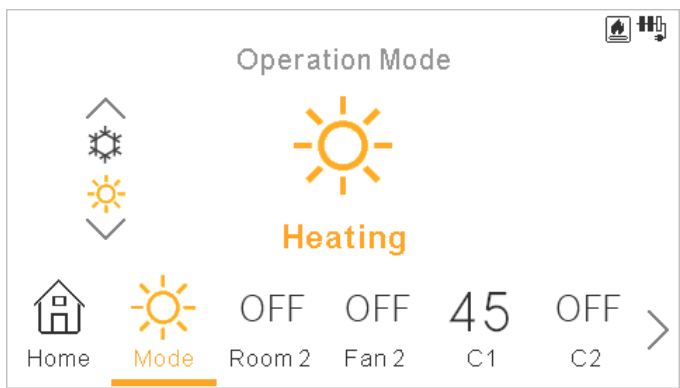 Operation Mode
Heating
OFF OFF 45 OFF
Home Mode Room 2 Fan 2 C1 C2